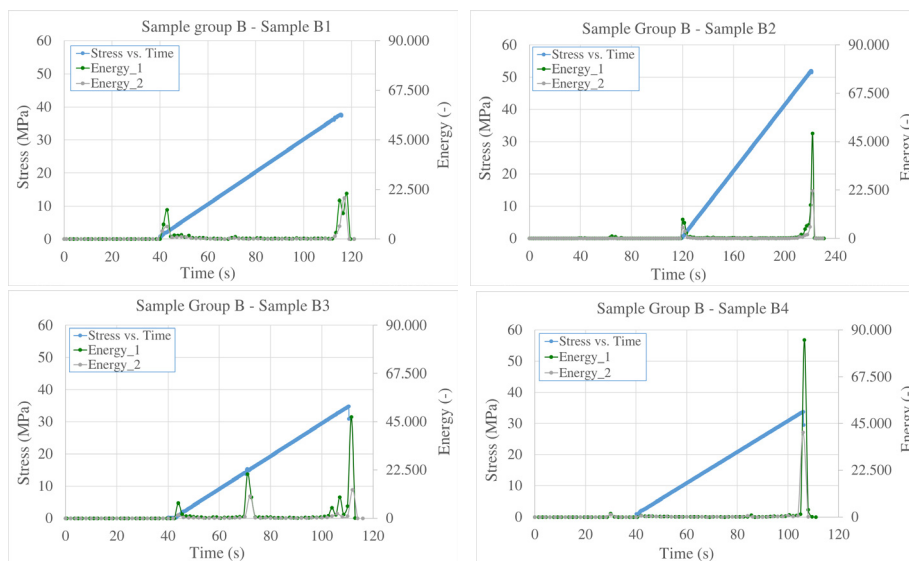 Sample group B - Sample B1
60
50
40
30
20
10
0
Stress (MPa)
Stress vs. Time
Energy_1
Energy_2
90.000
67.500
45.000
22.500
0
Energy (-)
0 20 40 60 80 100 120
Time (s)
Sample Group B - Sample B2
60
50
40
30
20
10
0
Stress (MPa)
Stress vs. Time
Energy_1
Energy_2
90.000
67.500
45.000
22.500
0
Energy (-)
0 40 80 120 160 200 240
Time (s)
Sample Group B - Sample B3
60
50
40
30
20
10
0
Stress (MPa)
Stress vs. Time
Energy_1
Energy_2
90.000
67.500
45.000
22.500
0
Energy (-)
0 20 40 60 80 100 120
Time (s)
Sample Group B - Sample B4
60
50
40
30
20
10
0
Stress (MPa)
Stress vs. Time
Energy_1
Energy_2
90.000
67.500
45.000
22.500
0
Energy (-)
0 20 40 60 80 100 120
Time (s)